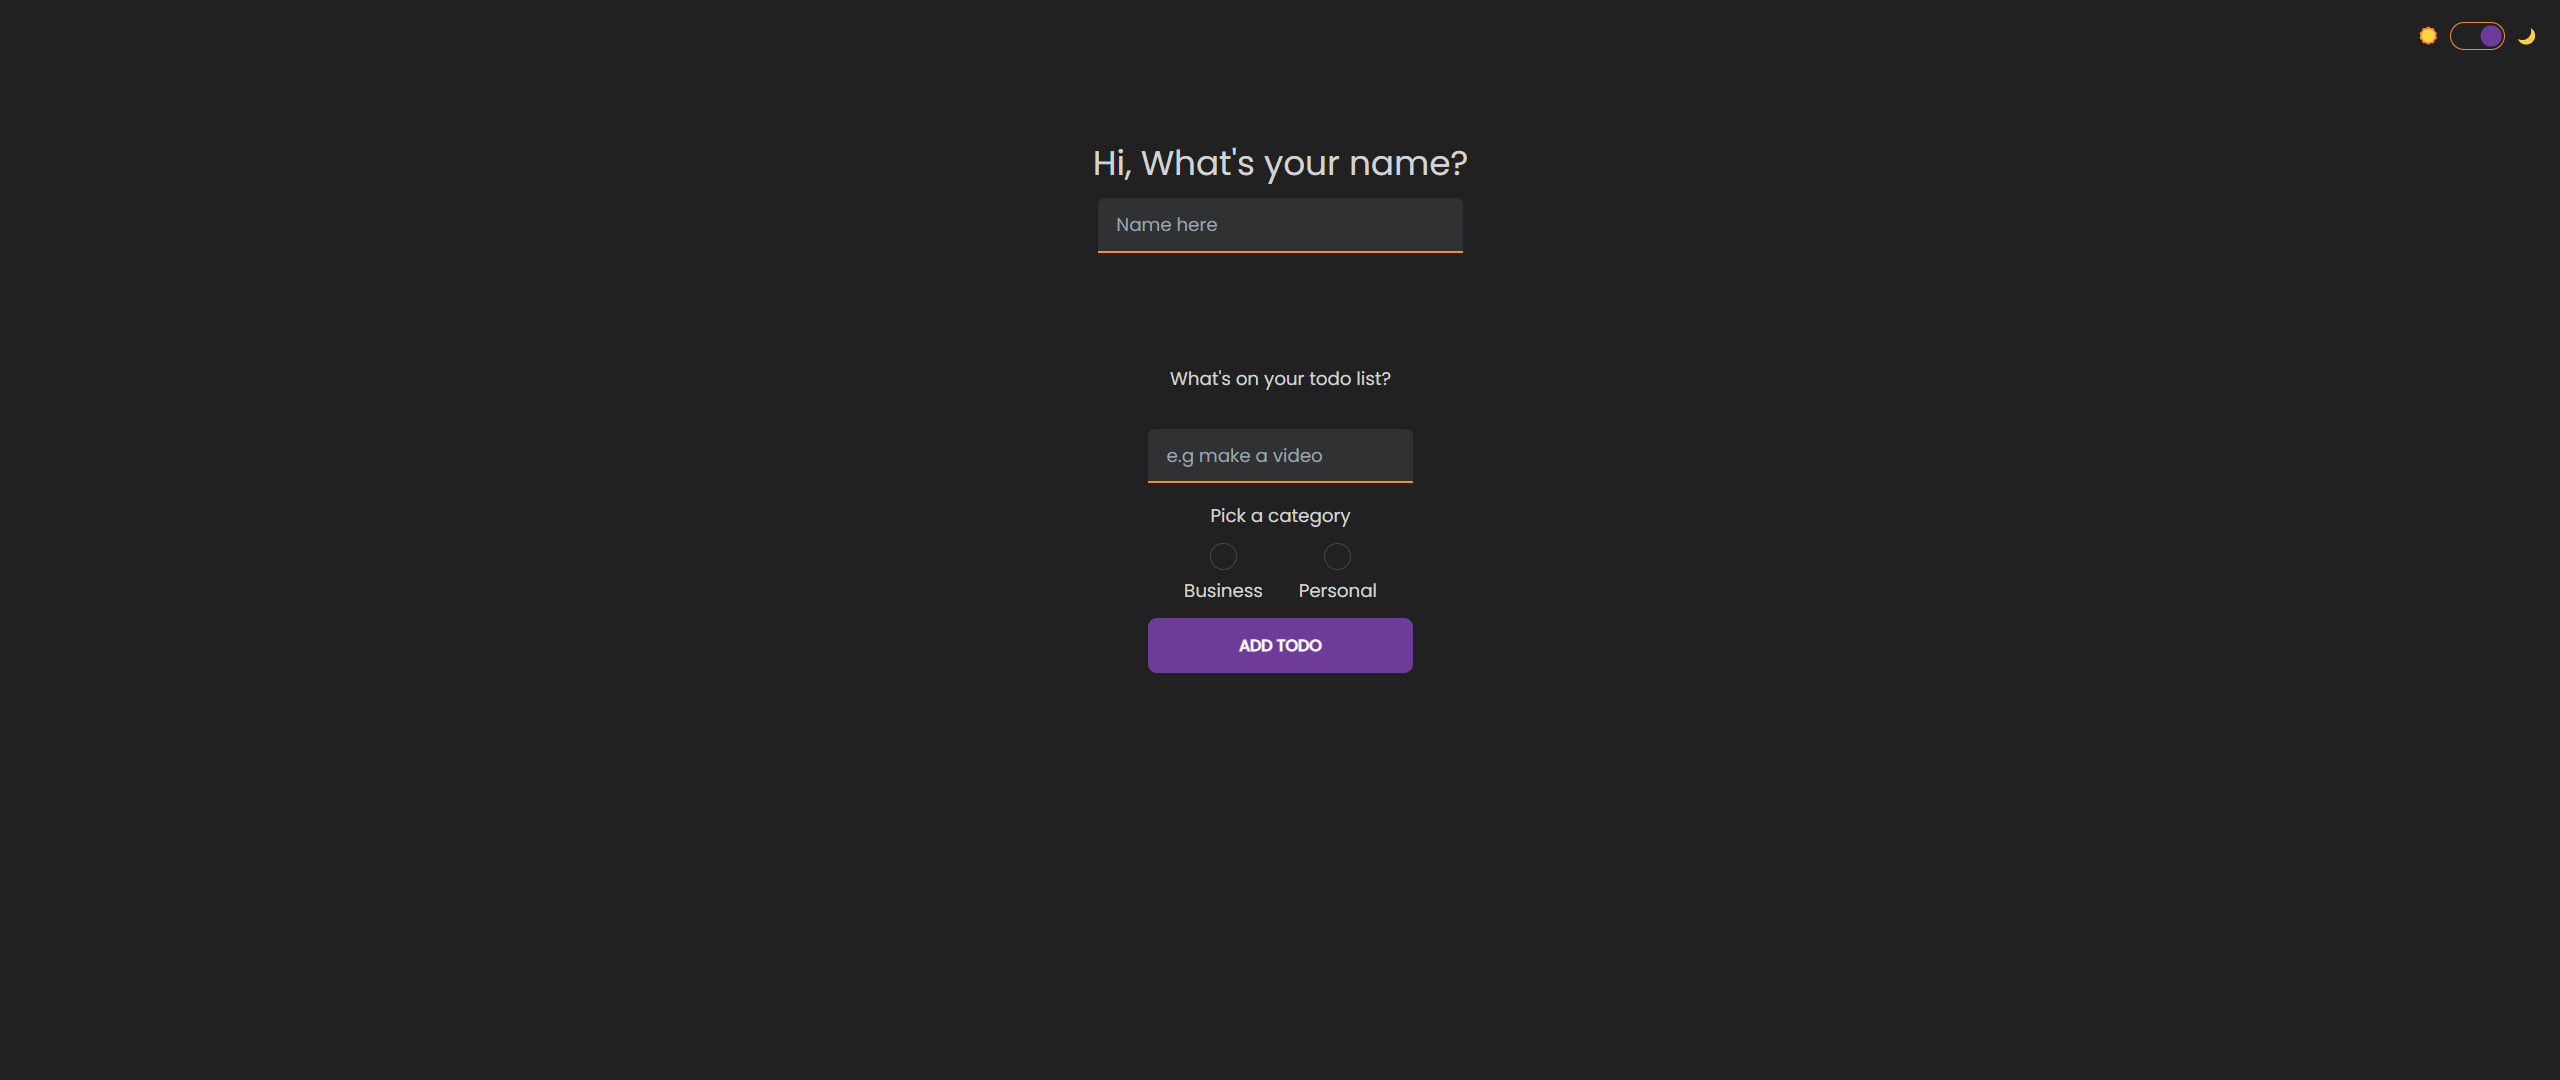 Hi, What's your name?
Name here
What's on your todo list?
e.g make a video
Pick a category
Business Personal
ADD TODO